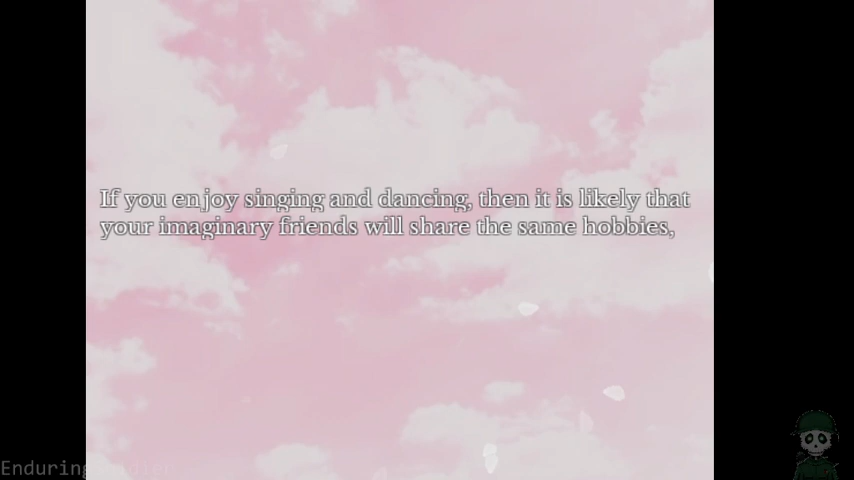 If you enjoy singing and dancing, then it is likely that
your imaginary friends will share the same hobbies,
Enduring